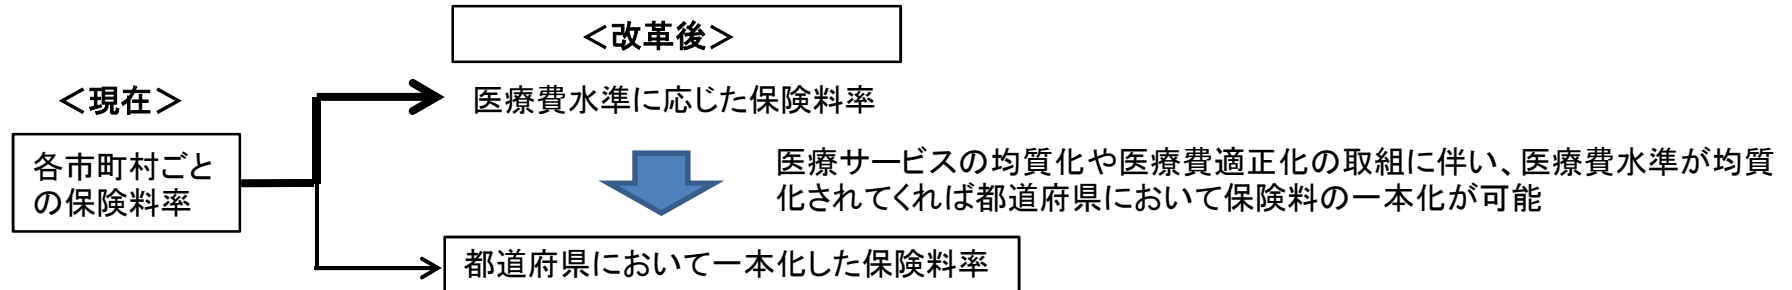 ＜改革後＞
＜現在＞
医療費水準に応じた保険料率
各市町村ごと
の保険料率
医療サービスの均質化や医療費適正化の取組に伴い、医療費水準が均質
化されてくれば都道府県において保険料の一本化が可能
都道府県において一本化した保険料率